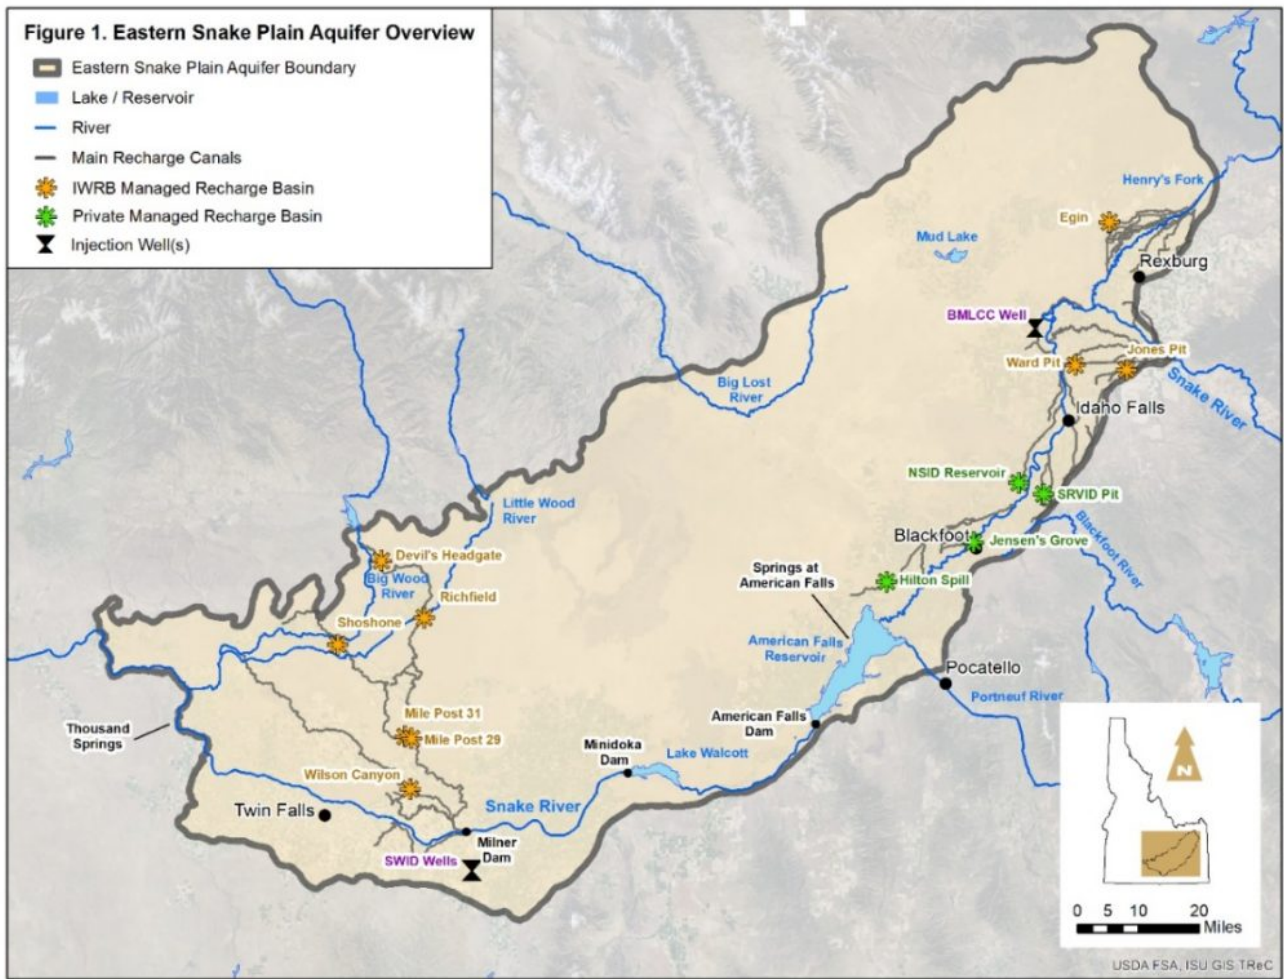 Figure 1. Eastern Snake Plain Aquifer Overview
Eastern Snake Plain Aquifer Boundary
Lake / Reservoir
River
Main Recharge Canals
IWRB Managed Recharge Basin
Private Managed Recharge Basin
Injection Well(s)
Henry's Fork
Egin
Mud Lake
Rexburg
BMLCC Well
Jones Pit
Ward Pit
Snake River
Big Lost
River
Idaho Falls
NSID Reservoir
SRVID Pit
Little Wood
River
Blackfoot River
Blackfoot
Jensen's Grove
Devil's Headgate
Springs at
American Falls
Hilton Spill
Big Wood
River
Richfield
Shoshone
American Falls
Reservoir
Pocatello
Portneuf River
Mile Post 31
American Falls
Dam
Thousand
Springs
Mile Post 29
Minidoka
Dam
Lake Walcott
Wilson Canyon
Snake River
Twin Falls
Milner
Dam
SWID Wells
N
0 5 10 20
Miles
USDA FSA, ISU GIS TReC